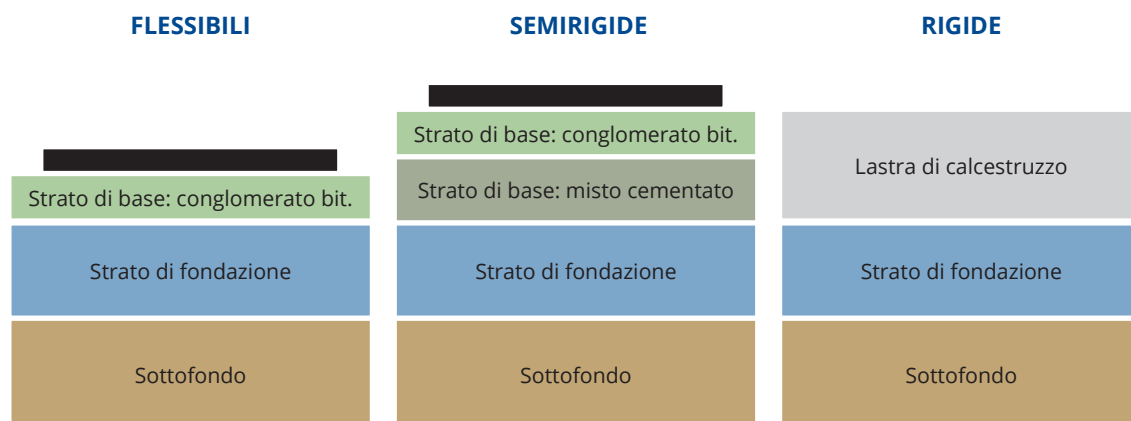 FLESSIBILI
SEMIRIGIDE
RIGIDE
Strato di base: conglomerato bit.
Strato di fondazione
Sottofondo
Strato di base: conglomerato bit.
Strato di base: misto cementato
Strato di fondazione
Sottofondo
Lastra di calcestruzzo
Strato di fondazione
Sottofondo